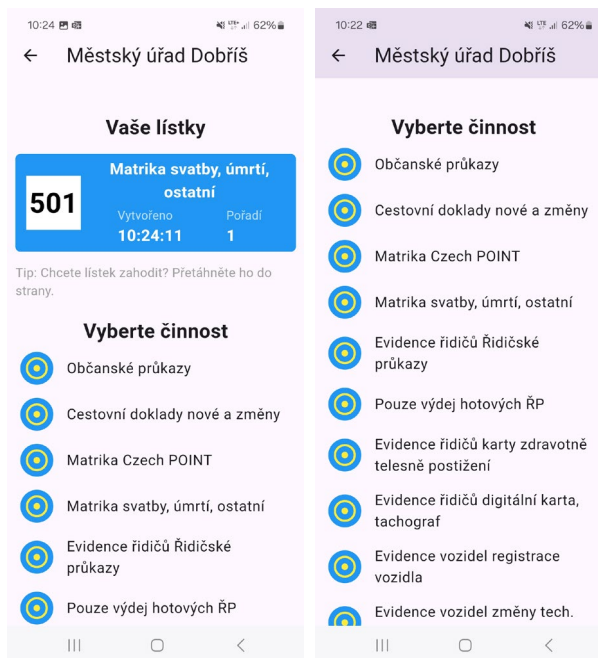 10:24
62%
Městský úřad Dobříš
Vaše lístky
501
Matrika svatby, úmrtí,
ostatní
Vytvořeno
Pořadí
10:24:11
1
Tip: Chcete lístek zahodit? Přetáhněte ho do
strany.
Vyberte činnost
Občanské průkazy
Cestovní doklady nové a změny
Matrika Czech POINT
Matrika svatby, úmrtí, ostatní
Evidence řidičů Řidičské
průkazy
Pouze výdej hotových ŘP
10:22
LTE
62%
Městský úřad Dobříš
Vyberte činnost
Občanské průkazy
Cestovní doklady nové a změny
Matrika Czech POINT
Matrika svatby, úmrtí, ostatní
Evidence řidičů Řidičské
průkazy
Pouze výdej hotových ŘP
Evidence řidičů karty zdravotně
telesně postižení
Evidence řidičů digitální karta,
tachograf
Evidence vozidel registrace
vozidla
Evidence vozidel změny tech.